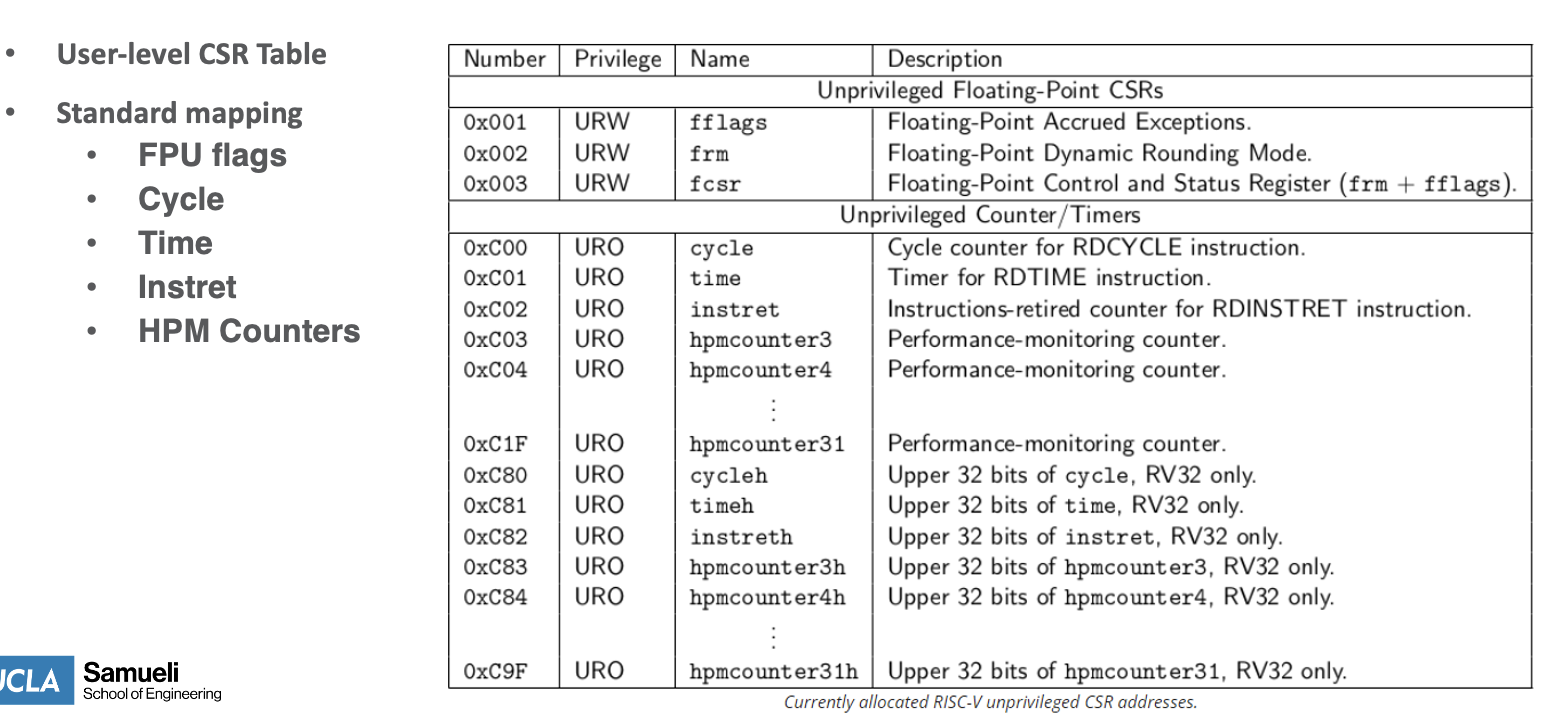 • User-level CSR Table
• Standard mapping
• FPU flags
• Cycle
• Time
• Instret
• HPM Counters
Number Privilege Name Description
Unprivileged Floating-Point CSRs
0x001 URW fflags Floating-Point Accrued Exceptions.
0x002 URW frm Floating-Point Dynamic Rounding Mode.
0x003 URW fcsr Floating-Point Control and Status Register (frm + fflags).
Unprivileged Counter/Timers
0xC00 URO cycle Cycle counter for RDCYCLE instruction.
0xC01 URO time Timer for RDTIME instruction.
0xC02 URO instret Instructions-retired counter for RDINSTRET instruction.
0xC03 URO hpmcounter3 Performance-monitoring counter.
0xC04 URO hpmcounter4 Performance-monitoring counter.
⋮
0xC1F URO hpmcounter31 Performance-monitoring counter.
0xC80 URO cycleh Upper 32 bits of cycle, RV32 only.
0xC81 URO timeh Upper 32 bits of time, RV32 only.
0xC82 URO instreth Upper 32 bits of instret, RV32 only.
0xC83 URO hpmcounter3h Upper 32 bits of hpmcounter3, RV32 only.
0xC84 URO hpmcounter4h Upper 32 bits of hpmcounter4, RV32 only.
⋮
0xC9F URO hpmcounter31h Upper 32 bits of hpmcounter31, RV32 only.
Currently allocated RISC-V unprivileged CSR addresses.
UCLA Samueli
School of Engineering